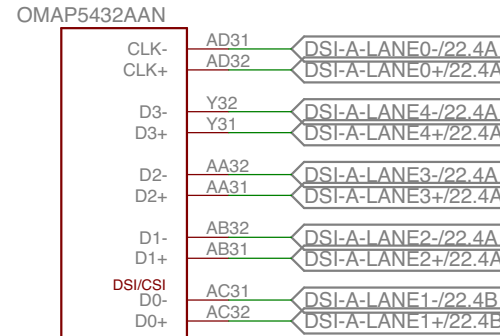 OMAP5432AAN
CLK- AD31 DSI-A-LANE0-/22.4A
CLK+ AD32 DSI-A-LANE0+/22.4A
D3- Y32 DSI-A-LANE4-/22.4A
D3+ Y31 DSI-A-LANE4+/22.4A
D2- AA32 DSI-A-LANE3-/22.4A
D2+ AA31 DSI-A-LANE3+/22.4A
D1- AB32 DSI-A-LANE2-/22.4A
D1+ AB31 DSI-A-LANE2+/22.4A
DSI/CSI
D0- AC31 DSI-A-LANE1-/22.4B
D0+ AC32 DSI-A-LANE1+/22.4B